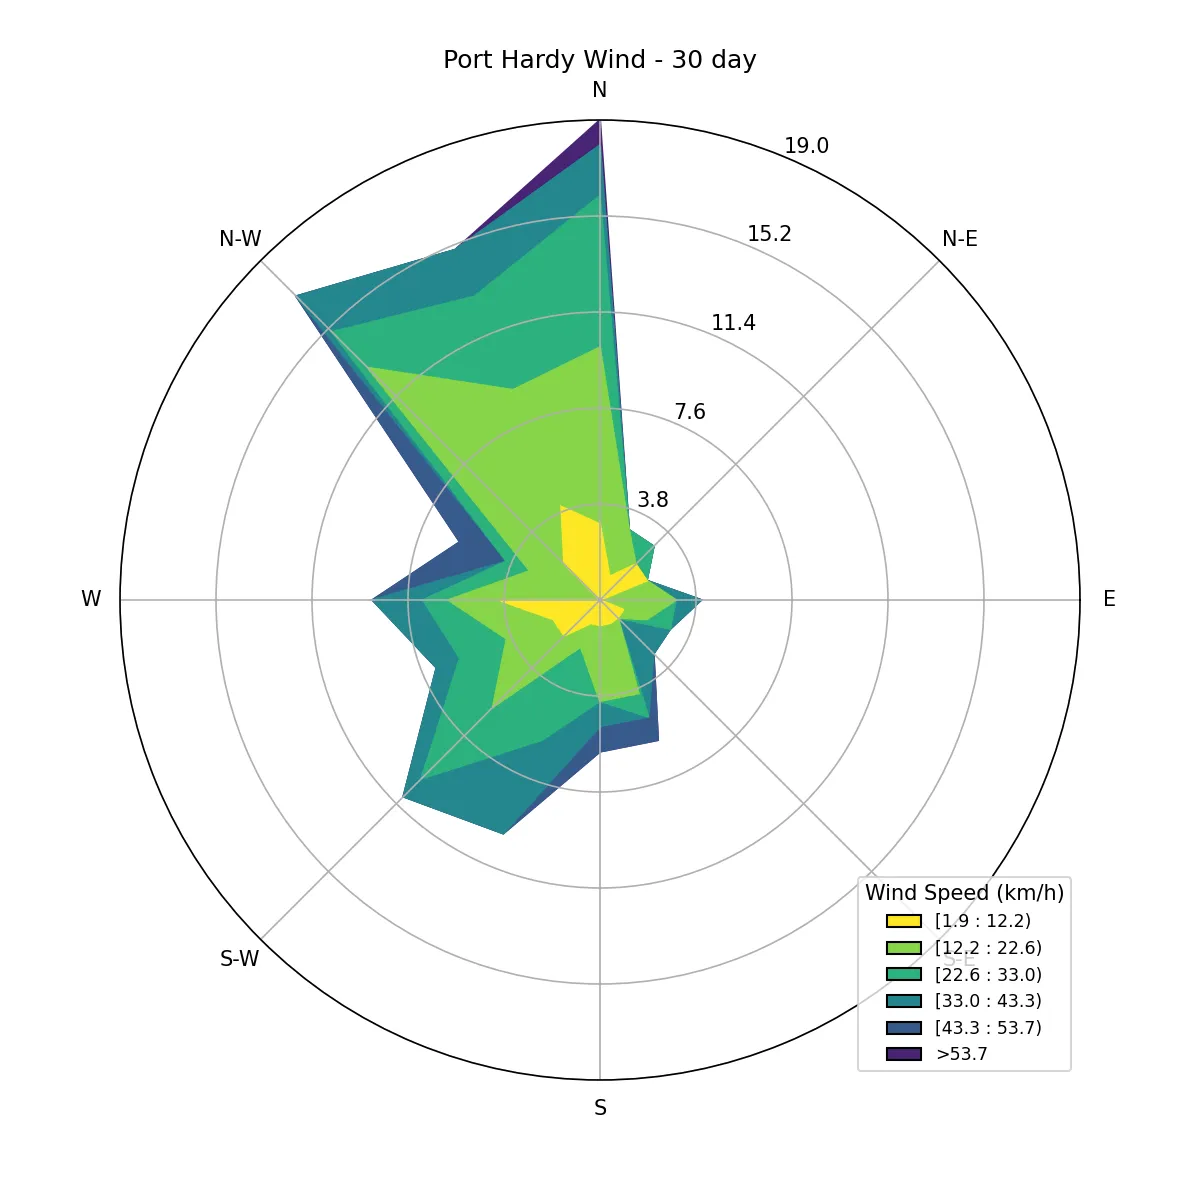 Port Hardy Wind - 30 day
N
19.0
15.2
N-W
N-E
11.4
7.6
3.8
W
E
Wind Speed (km/h)
[1.9 : 12.2)
[12.2 : 22.6)
S-W
S-E
[22.6 : 33.0)
[33.0 : 43.3)
[43.3 : 53.7)
>53.7
S